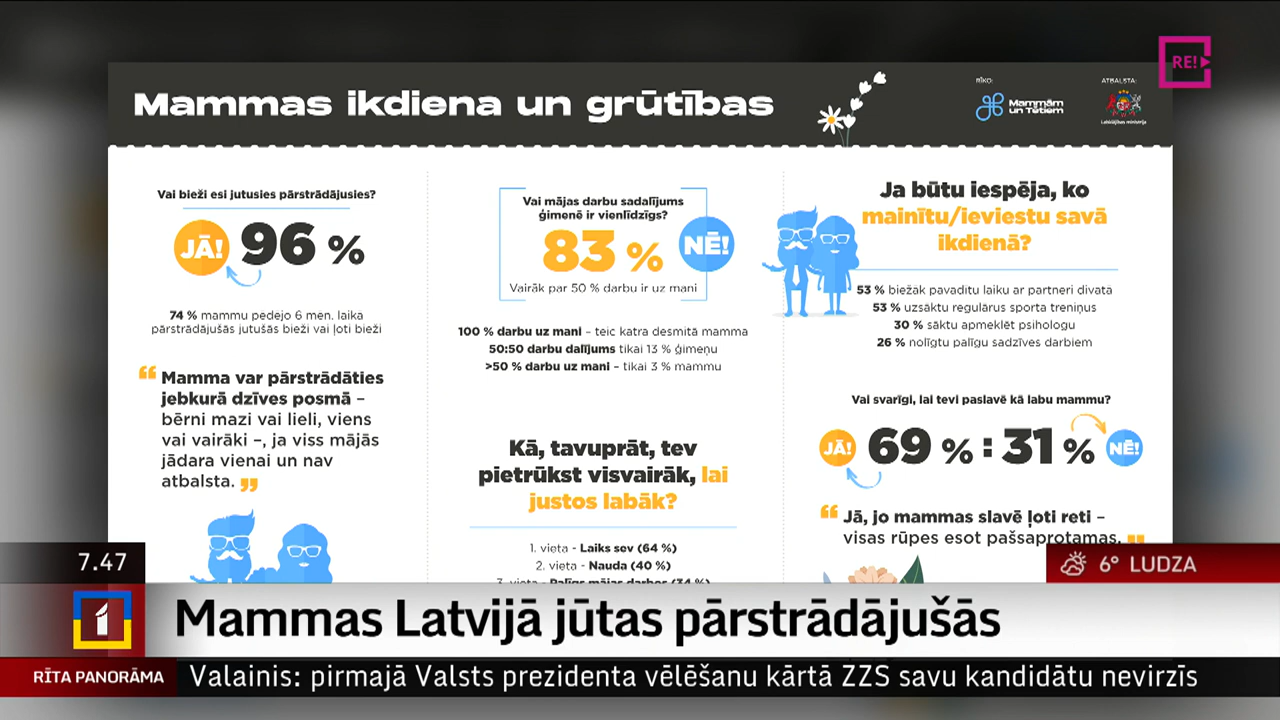 RE!
Mammas ikdiena un grūtības
RĪKO:
Mammām
un Tētiem
ATBALSTA:
Labklājības ministrija
Vai bieži esi jutusies pārstrādājusies?
JĀ! 96 %
74 % mammu pēdējo 6 mēn. laikā
pārstrādājušās jutušās bieži vai ļoti bieži
“ Mamma var pārstrādāties
jebkurā dzīves posmā –
bērni mazi vai lieli, viens
vai vairāki –, ja viss mājās
jādara vienai un nav
atbalsta. ”
Vai mājas darbu sadalījums
ģimenē ir vienlīdzīgs?
83 % NĒ!
Vairāk par 50 % darbu ir uz mani
100 % darbu uz mani – teic katra desmitā mamma
50:50 darbu dalījums tikai 13 % ģimeņu
>50 % darbu uz mani – tikai 3 % mammu
Kā, tavuprāt, tev
pietrūkst visvairāk, lai
justos labāk?
1. vieta - Laiks sev (64 %)
2. vieta - Nauda (40 %)
3. vieta - Palīgs mājas darbos (34 %)
Ja būtu iespēja, ko
mainītu/ieviestu savā
ikdienā?
53 % biežāk pavadītu laiku ar partneri divatā
53 % uzsāktu regulārus sporta treniņus
30 % sāktu apmeklēt psihologu
26 % nolīgtu palīgu sadzīves darbiem
Vai svarīgi, lai tevi paslavē kā labu mammu?
JĀ! 69 % : 31 % NĒ!
“ Jā, jo mammas slavē ļoti reti –
visas rūpes esot pašsaprotamas. ”
7.47
6° LUDZA
1
Mammas Latvijā jūtas pārstrādājušās
RĪTA PANORĀMA
Valainis: pirmajā Valsts prezidenta vēlēšanu kārtā ZZS savu kandidātu nevirzīs